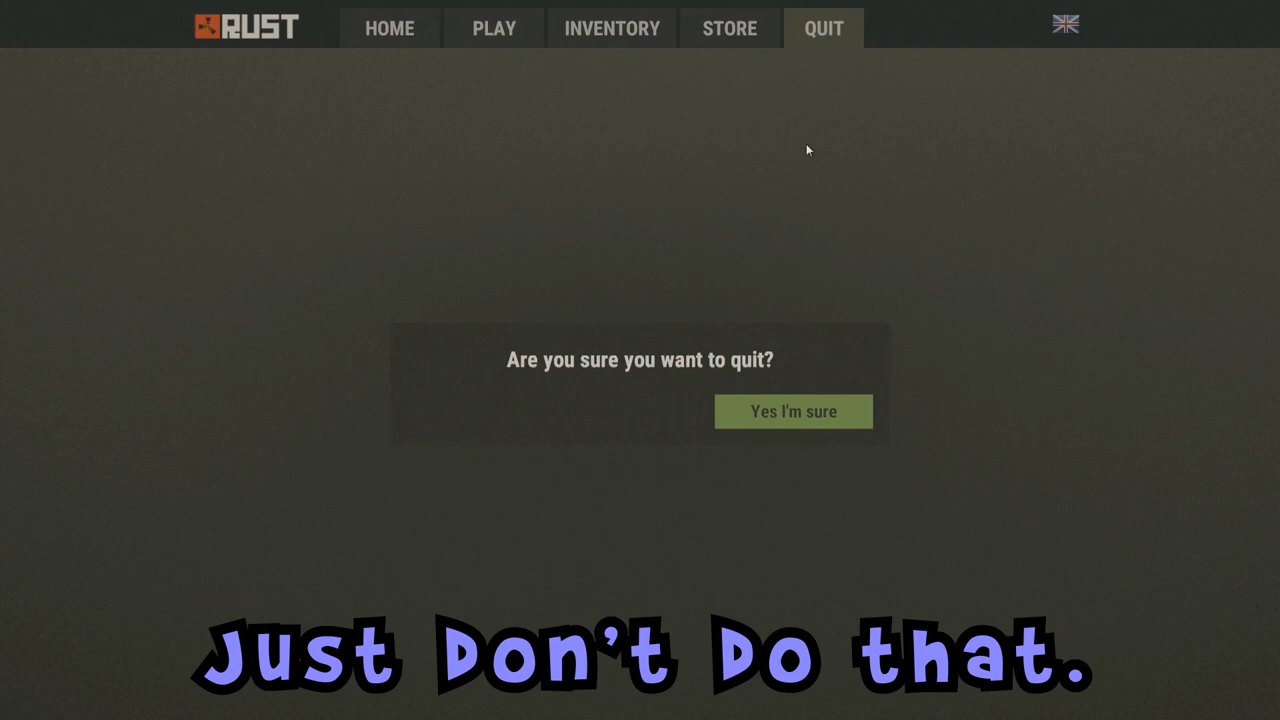 RUST HOME PLAY INVENTORY STORE QUIT
Are you sure you want to quit?
Yes I'm sure
Just Don't Do that.